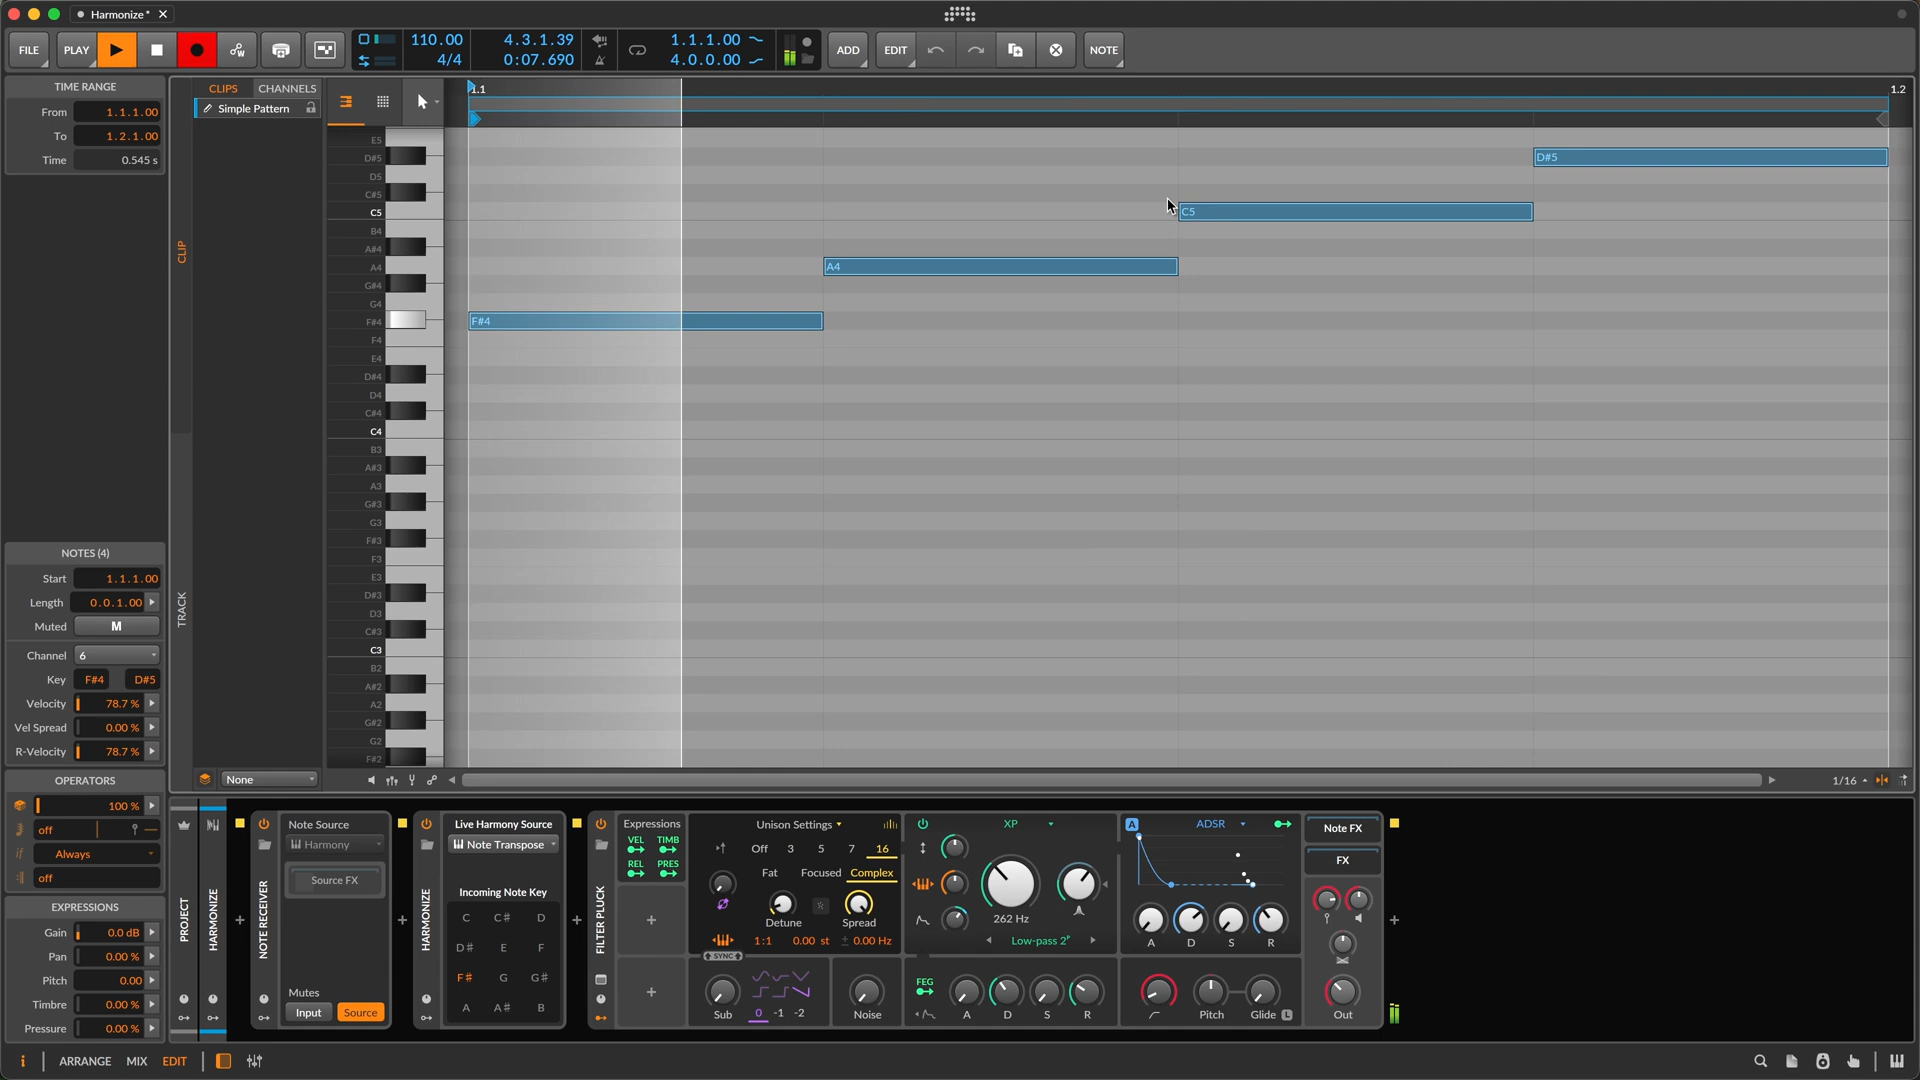 Harmonize*
FILE
PLAY
110.00
4/4
4.3.1.39
0:07.690
1.1.1.00
4.0.0.00
ADD
EDIT
NOTE
TIME RANGE
From 1.1.1.00
To 1.2.1.00
Time 0.545 s
CLIPS CHANNELS
Simple Pattern
1.1
1.2
CLIP
TRACK
E5
D#5
D5
C#5
C5
B4
A#4
A4
G#4
G4
F#4
F4
E4
D#4
D4
C#4
C4
B3
A#3
A3
G#3
G3
F#3
F3
E3
D#3
D3
C#3
C3
B2
A#2
A2
G#2
G2
F#2
D#5
C5
A4
F#4
NOTES (4)
Start 1.1.1.00
Length 0.0.1.00
Muted M
Channel 6
Key F#4 D#5
Velocity 78.7 %
Vel Spread 0.00 %
R-Velocity 78.7 %
None
1/16
OPERATORS
100 %
off
if Always
off
EXPRESSIONS
Gain 0.0 dB
Pan 0.00 %
Pitch 0.00
Timbre 0.00 %
Pressure 0.00 %
PROJECT
HARMONIZE
NOTE RECEIVER
Note Source
Harmony
Source FX
Mutes
Input Source
HARMONIZE
Live Harmony Source
Note Transpose
Incoming Note Key
C C# D
D# E F
F# G G#
A A# B
FILTER PLUCK
Expressions
VEL TIMB
REL PRES
Unison Settings
Off 3 5 7 16
Fat Focused Complex
Detune Spread
1:1 0.00 st ± 0.00 Hz
SYNC
Sub
0 -1 -2
Noise
XP
262 Hz
Low-pass 2ᴾ
FEG
A D S R
A ADSR
A D S R
Pitch Glide L
Note FX
FX
Out
i ARRANGE MIX EDIT